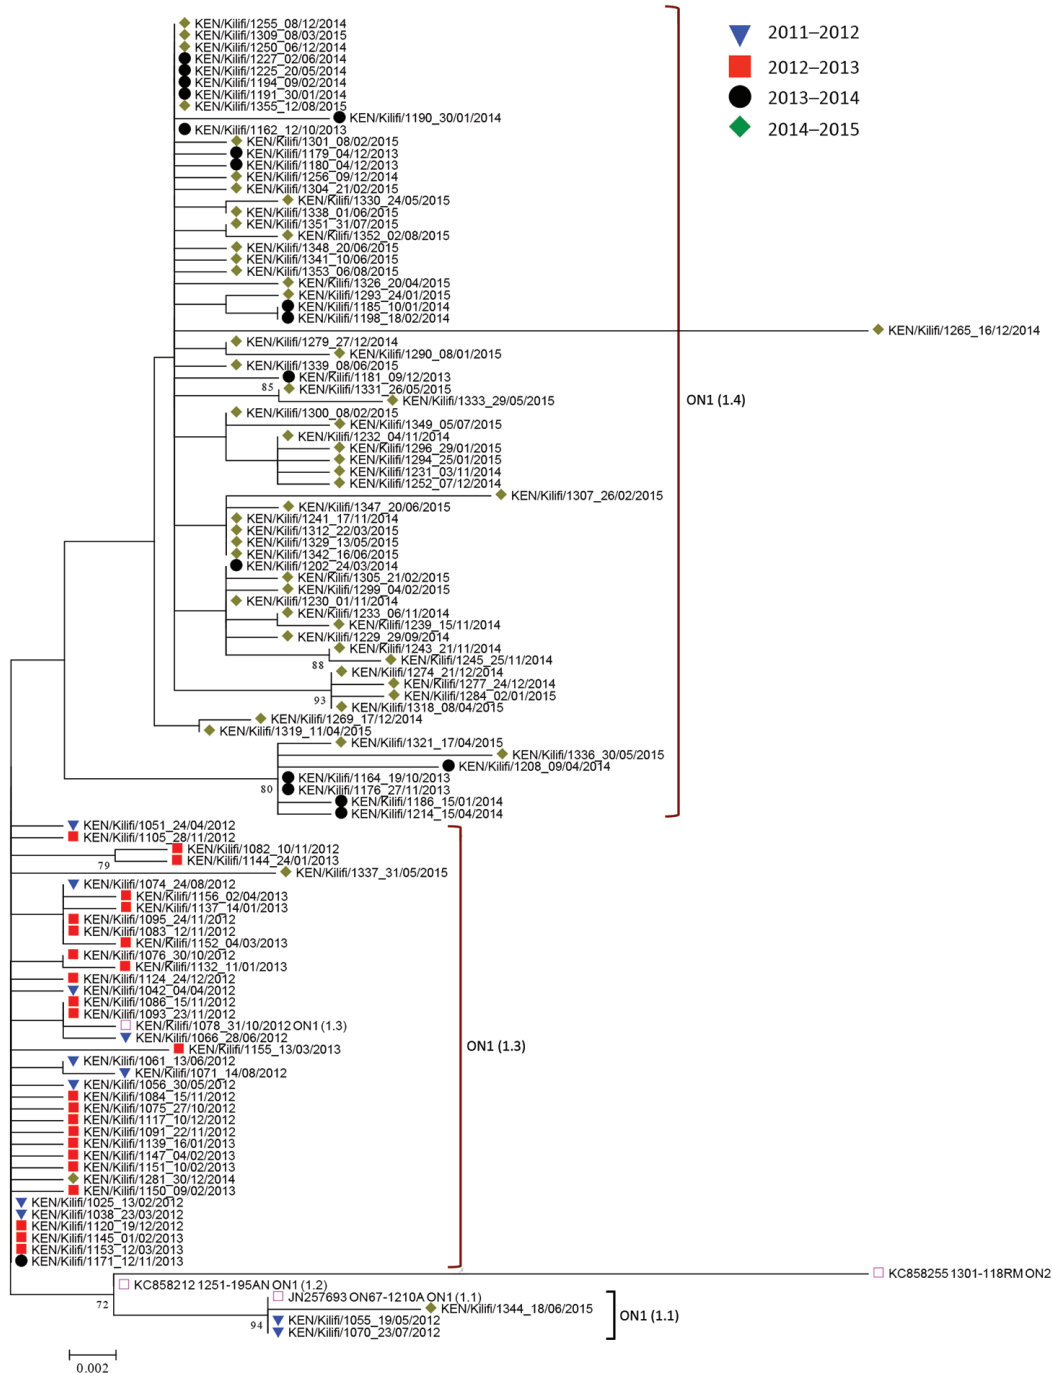 KEN/Kilifi/1255_08/12/2014
KEN/Kilifi/1309_08/03/2015
KEN/Kilifi/1250_06/12/2014
KEN/Kilifi/1227_02/06/2014
KEN/Kilifi/1225_20/05/2014
KEN/Kilifi/1194_09/02/2014
KEN/Kilifi/1191_30/01/2014
KEN/Kilifi/1355_12/08/2015
KEN/Kilifi/1190_30/01/2014
KEN/Kilifi/1162_12/10/2013
KEN/Kilifi/1301_08/02/2015
KEN/Kilifi/1179_04/12/2013
KEN/Kilifi/1180_04/12/2013
KEN/Kilifi/1256_09/12/2014
KEN/Kilifi/1304_21/02/2015
KEN/Kilifi/1330_24/05/2015
KEN/Kilifi/1338_01/06/2015
KEN/Kilifi/1351_31/07/2015
KEN/Kilifi/1352_02/08/2015
KEN/Kilifi/1348_20/06/2015
KEN/Kilifi/1341_10/06/2015
KEN/Kilifi/1353_06/08/2015
KEN/Kilifi/1326_20/04/2015
KEN/Kilifi/1293_24/01/2015
KEN/Kilifi/1185_10/01/2014
KEN/Kilifi/1198_18/02/2014
KEN/Kilifi/1265_16/12/2014
KEN/Kilifi/1279_27/12/2014
KEN/Kilifi/1290_08/01/2015
KEN/Kilifi/1339_08/06/2015
KEN/Kilifi/1181_09/12/2013
85
KEN/Kilifi/1331_26/05/2015
KEN/Kilifi/1333_29/05/2015
KEN/Kilifi/1300_08/02/2015
KEN/Kilifi/1349_05/07/2015
KEN/Kilifi/1232_04/11/2014
KEN/Kilifi/1296_29/01/2015
KEN/Kilifi/1294_25/01/2015
KEN/Kilifi/1231_03/11/2014
KEN/Kilifi/1252_07/12/2014
KEN/Kilifi/1307_26/02/2015
KEN/Kilifi/1347_20/06/2015
KEN/Kilifi/1241_17/11/2014
KEN/Kilifi/1312_22/03/2015
KEN/Kilifi/1329_13/05/2015
KEN/Kilifi/1342_16/06/2015
KEN/Kilifi/1202_24/03/2014
KEN/Kilifi/1305_21/02/2015
KEN/Kilifi/1299_04/02/2015
KEN/Kilifi/1230_01/11/2014
KEN/Kilifi/1233_06/11/2014
KEN/Kilifi/1239_15/11/2014
KEN/Kilifi/1229_29/09/2014
KEN/Kilifi/1243_21/11/2014
88
KEN/Kilifi/1245_25/11/2014
KEN/Kilifi/1274_21/12/2014
KEN/Kilifi/1277_24/12/2014
93
KEN/Kilifi/1284_02/01/2015
KEN/Kilifi/1318_08/04/2015
KEN/Kilifi/1269_17/12/2014
KEN/Kilifi/1319_11/04/2015
KEN/Kilifi/1321_17/04/2015
KEN/Kilifi/1336_30/05/2015
KEN/Kilifi/1208_09/04/2014
KEN/Kilifi/1164_19/10/2013
80
KEN/Kilifi/1176_27/11/2013
KEN/Kilifi/1186_15/01/2014
KEN/Kilifi/1214_15/04/2014
ON1 (1.4)
2011–2012
2012–2013
2013–2014
2014–2015
KEN/Kilifi/1051_24/04/2012
KEN/Kilifi/1105_28/11/2012
KEN/Kilifi/1082_10/11/2012
79
KEN/Kilifi/1144_24/01/2013
KEN/Kilifi/1337_31/05/2015
KEN/Kilifi/1074_24/08/2012
KEN/Kilifi/1156_02/04/2013
KEN/Kilifi/1137_14/01/2013
KEN/Kilifi/1095_24/11/2012
KEN/Kilifi/1083_12/11/2012
KEN/Kilifi/1152_04/03/2013
KEN/Kilifi/1076_30/10/2012
KEN/Kilifi/1132_11/01/2013
KEN/Kilifi/1124_24/12/2012
KEN/Kilifi/1042_04/04/2012
KEN/Kilifi/1086_15/11/2012
KEN/Kilifi/1093_23/11/2012
KEN/Kilifi/1078_31/10/2012 ON1 (1.3)
KEN/Kilifi/1066_28/06/2012
KEN/Kilifi/1155_13/03/2013
KEN/Kilifi/1061_13/06/2012
KEN/Kilifi/1071_14/08/2012
KEN/Kilifi/1056_30/05/2012
KEN/Kilifi/1084_15/11/2012
KEN/Kilifi/1075_27/10/2012
KEN/Kilifi/1117_10/12/2012
KEN/Kilifi/1091_22/11/2012
KEN/Kilifi/1139_16/01/2013
KEN/Kilifi/1147_04/02/2013
KEN/Kilifi/1151_10/02/2013
KEN/Kilifi/1281_30/12/2014
KEN/Kilifi/1150_09/02/2013
KEN/Kilifi/1025_13/02/2012
KEN/Kilifi/1038_23/03/2012
KEN/Kilifi/1120_19/12/2012
KEN/Kilifi/1145_01/02/2013
KEN/Kilifi/1153_12/03/2013
KEN/Kilifi/1171_12/11/2013
ON1 (1.3)
KC858255 1301-118RM ON2
KC858212 1251-195AN ON1 (1.2)
72
JN257693 ON67-1210A ON1 (1.1)
KEN/Kilifi/1344_18/06/2015
94
KEN/Kilifi/1055_19/05/2012
KEN/Kilifi/1070_23/07/2012
ON1 (1.1)
0.002